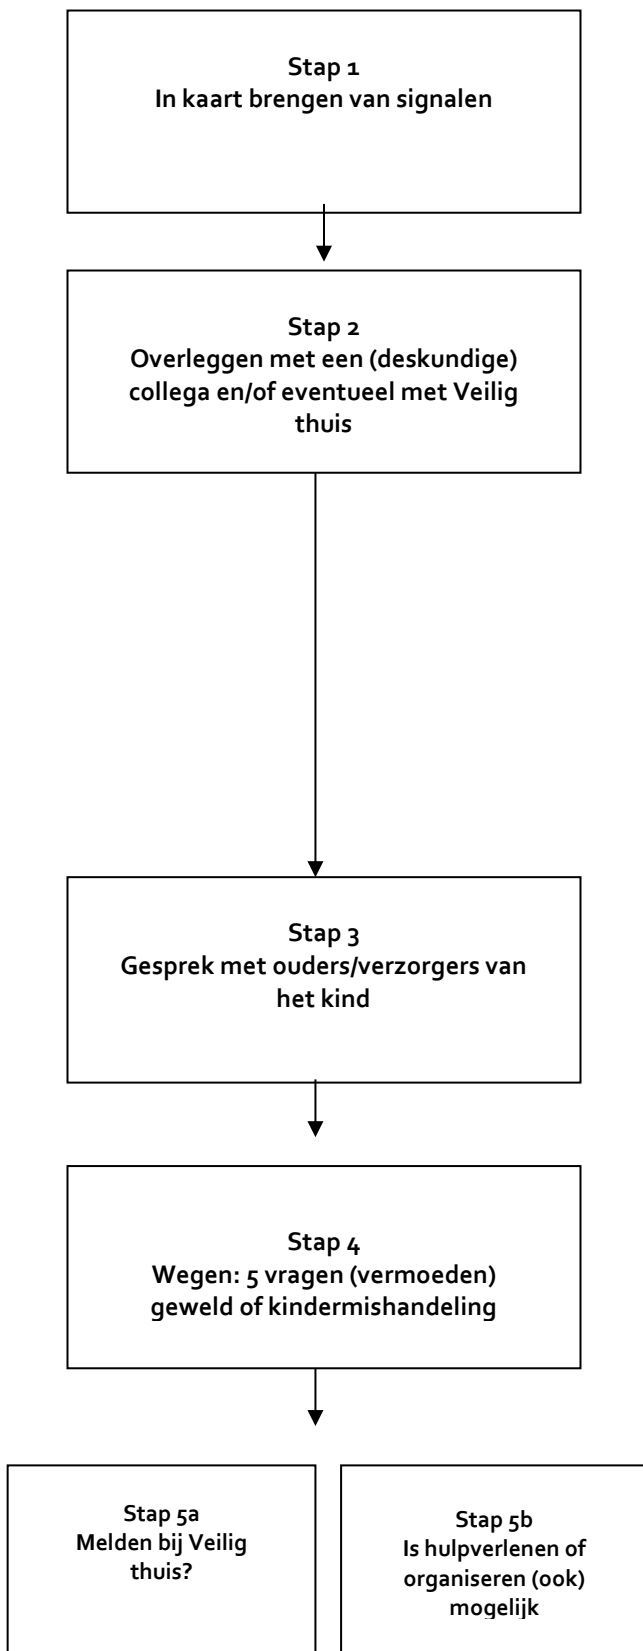 Stap 1
In kaart brengen van signalen
Stap 2
Overleggen met een (deskundige)
collega en/of eventueel met Veilig
thuis
Stap 3
Gesprek met ouders/verzorgers van
het kind
Stap 4
Wegen: 5 vragen (vermoeden)
geweld of kindermishandeling
Stap 5a
Melden bij Veilig
thuis?
Stap 5b
Is hulpverlenen of
organiseren (ook)
mogelijk